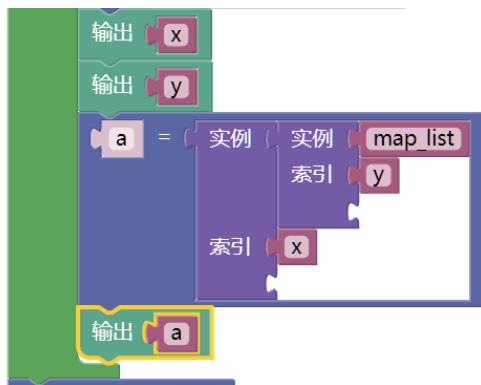 输出 x
输出 y
a = 实例 实例 map_list
索引 y
索引 x
输出 a